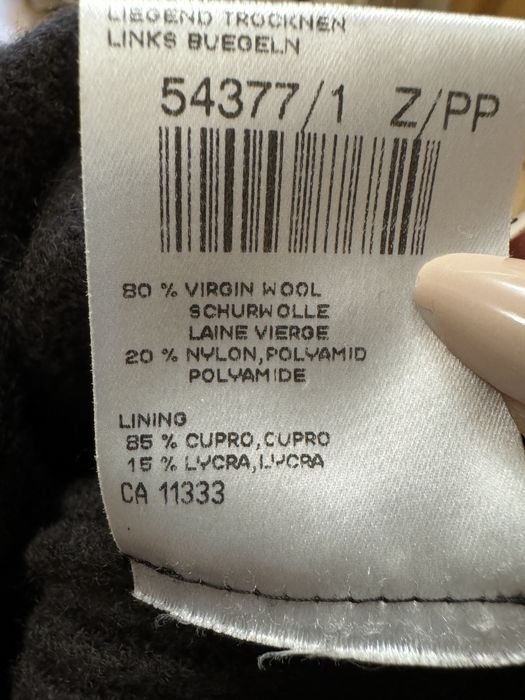 LIEGEND TROCKNEN
LINKS BUEGELN
54377/1 Z/PP
80 % VIRGIN WOOL
SCHURWOLLE
LAINE VIERGE
20 % NYLON,POLYAMID
POLYAMIDE
LINING
85 % CUPRO,CUPRO
15 % LYCRA,LYCRA
CA 11333